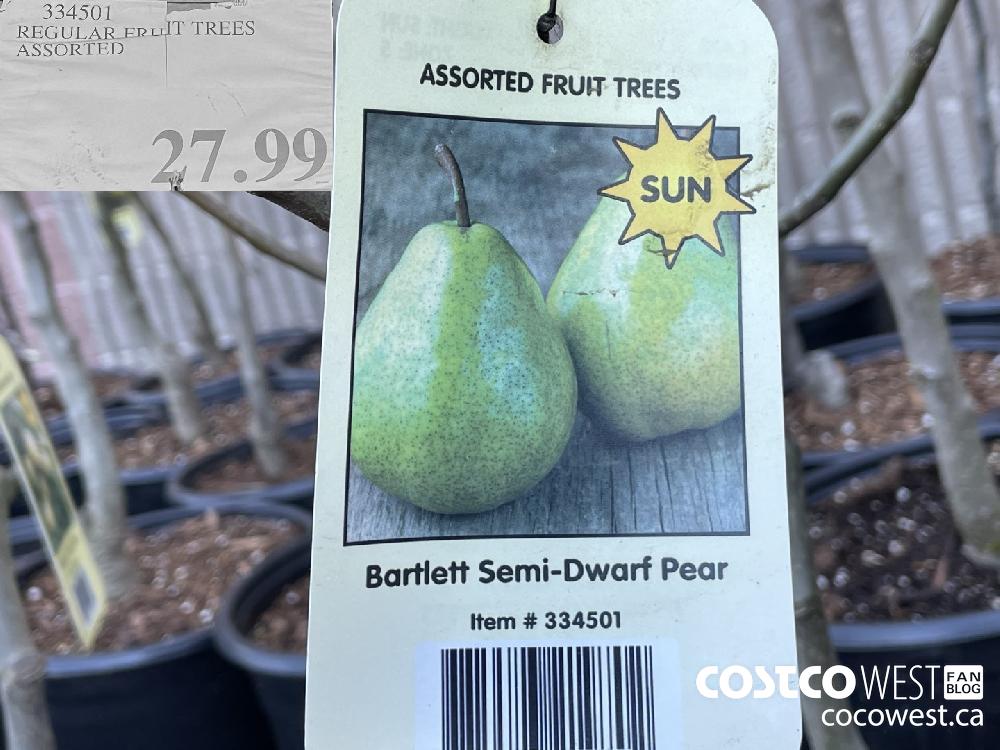 334501
REGULAR FRUIT TREES
ASSORTED
27.99
ASSORTED FRUIT TREES
SUN
Bartlett Semi-Dwarf Pear
Item # 334501
COSTCO WEST FAN BLOG
cocowest.ca